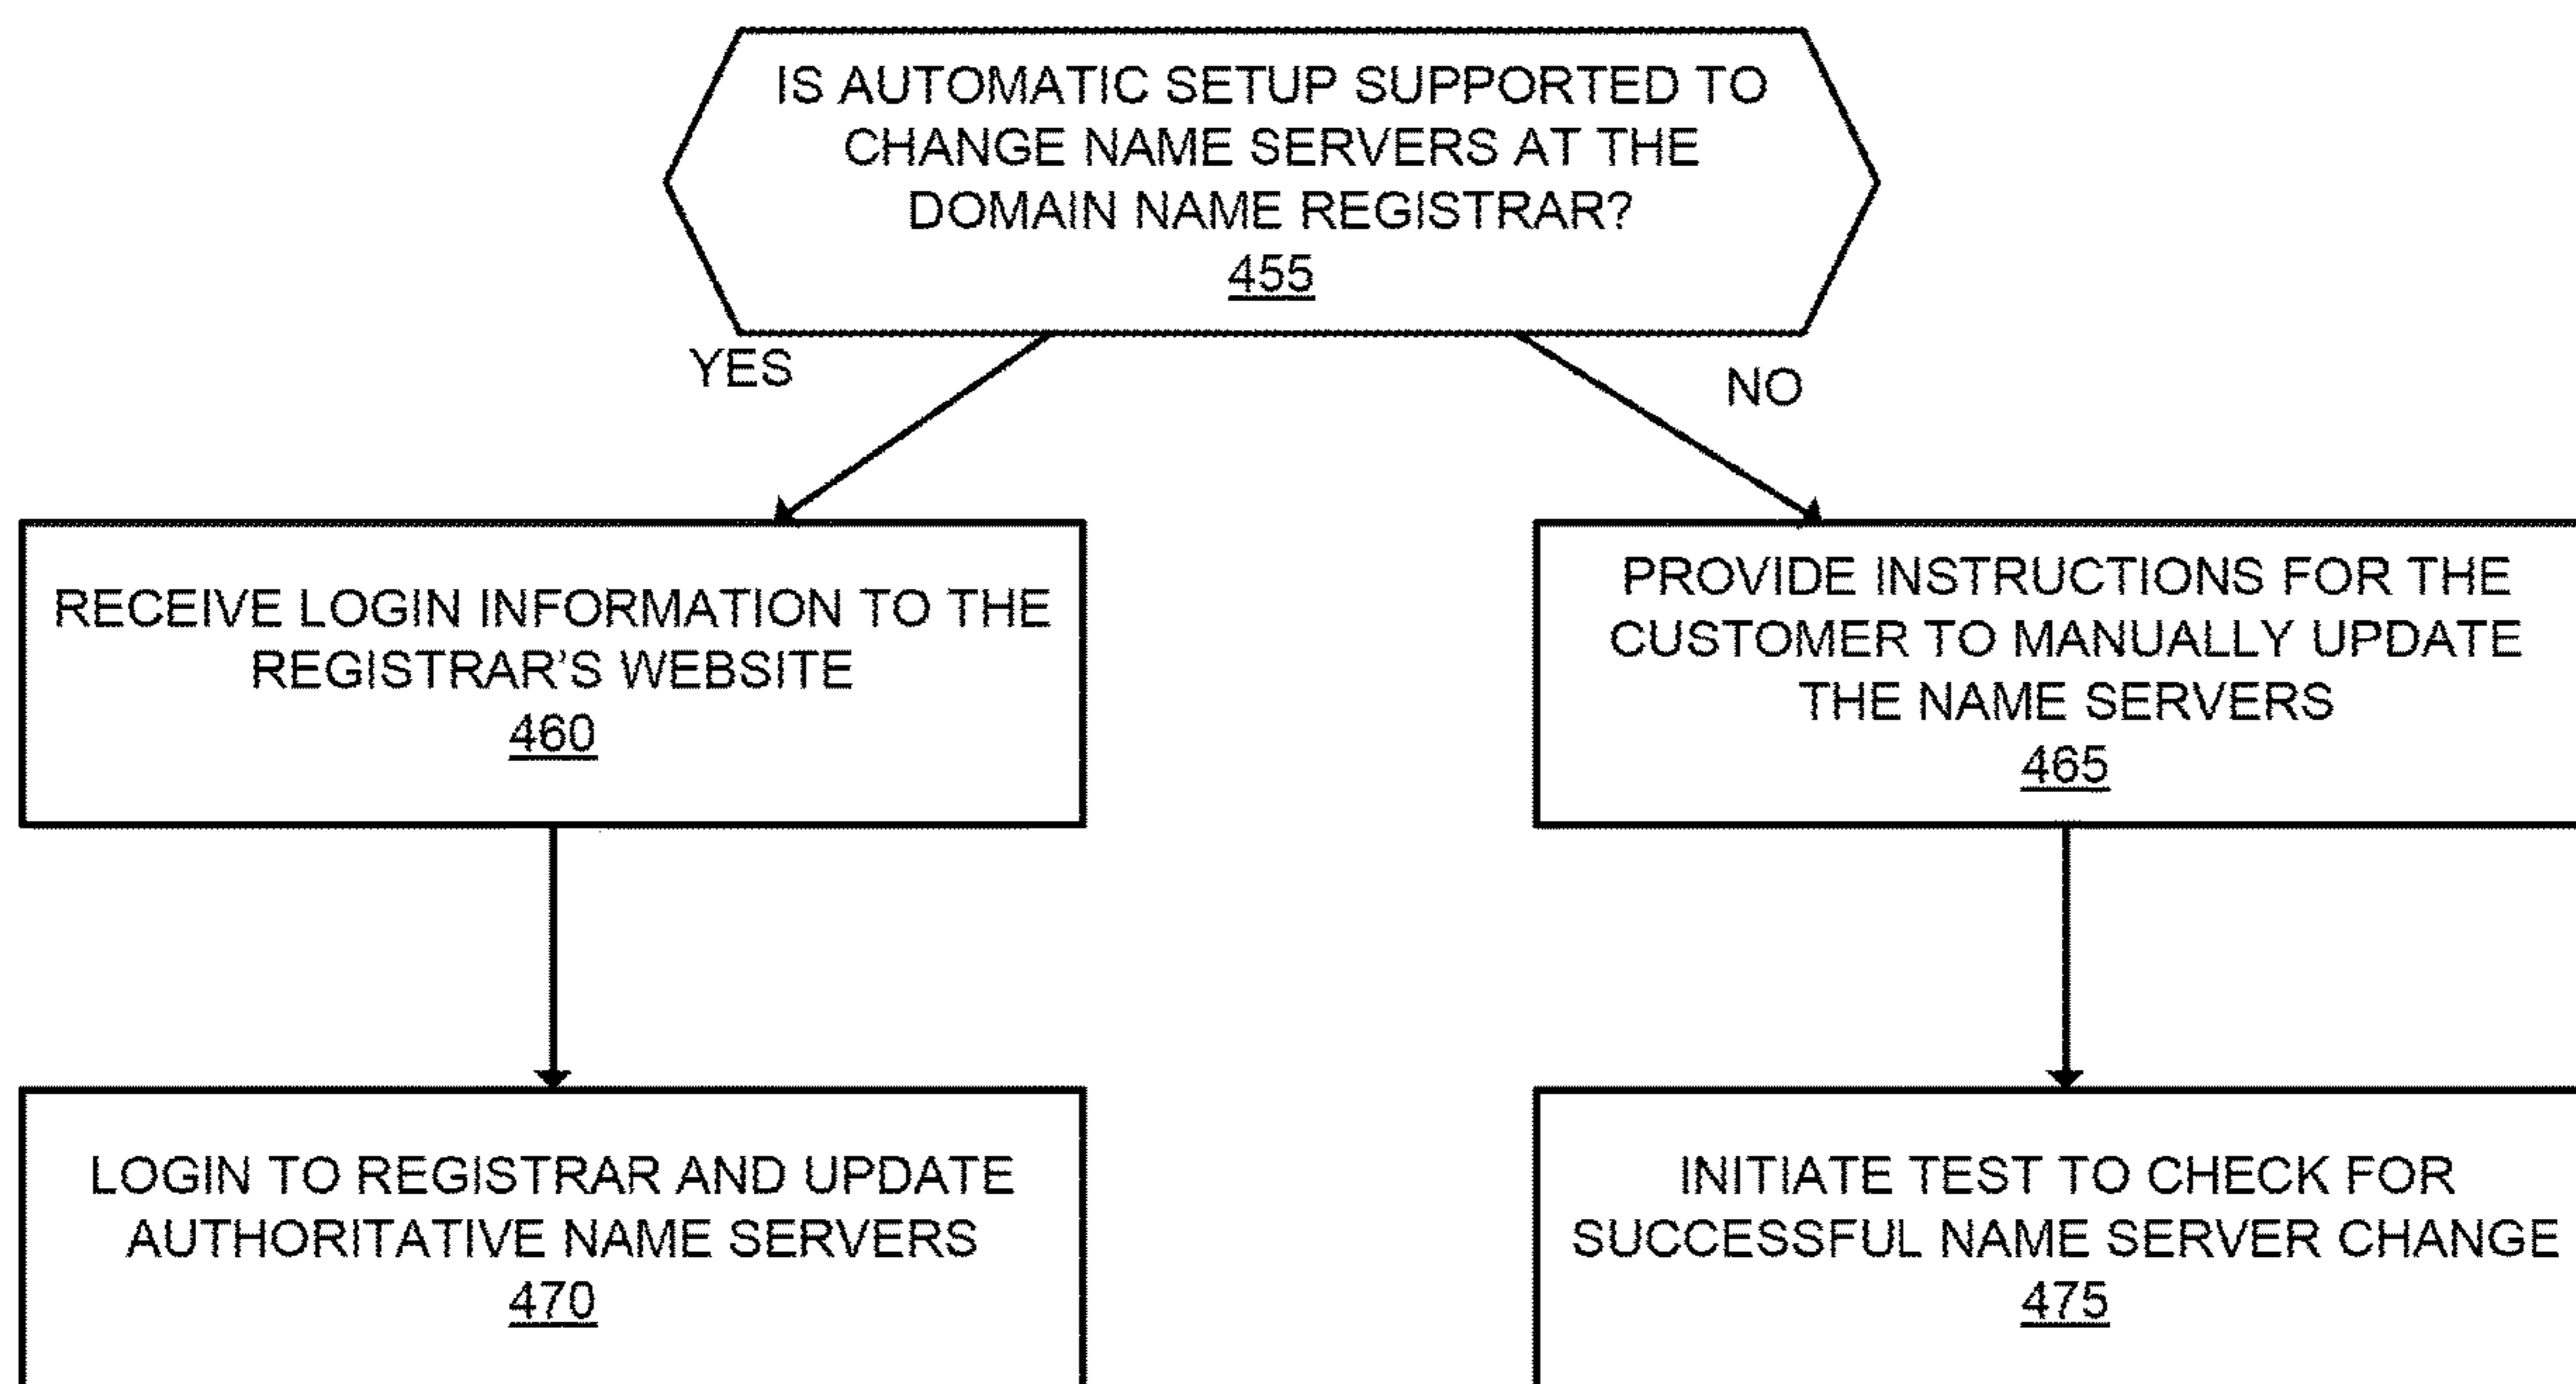 IS AUTOMATIC SETUP SUPPORTED TO
CHANGE NAME SERVERS AT THE
DOMAIN NAME REGISTRAR?
455
YES
NO
RECEIVE LOGIN INFORMATION TO THE
REGISTRAR'S WEBSITE
460
PROVIDE INSTRUCTIONS FOR THE
CUSTOMER TO MANUALLY UPDATE
THE NAME SERVERS
465
LOGIN TO REGISTRAR AND UPDATE
AUTHORITATIVE NAME SERVERS
470
INITIATE TEST TO CHECK FOR
SUCCESSFUL NAME SERVER CHANGE
475